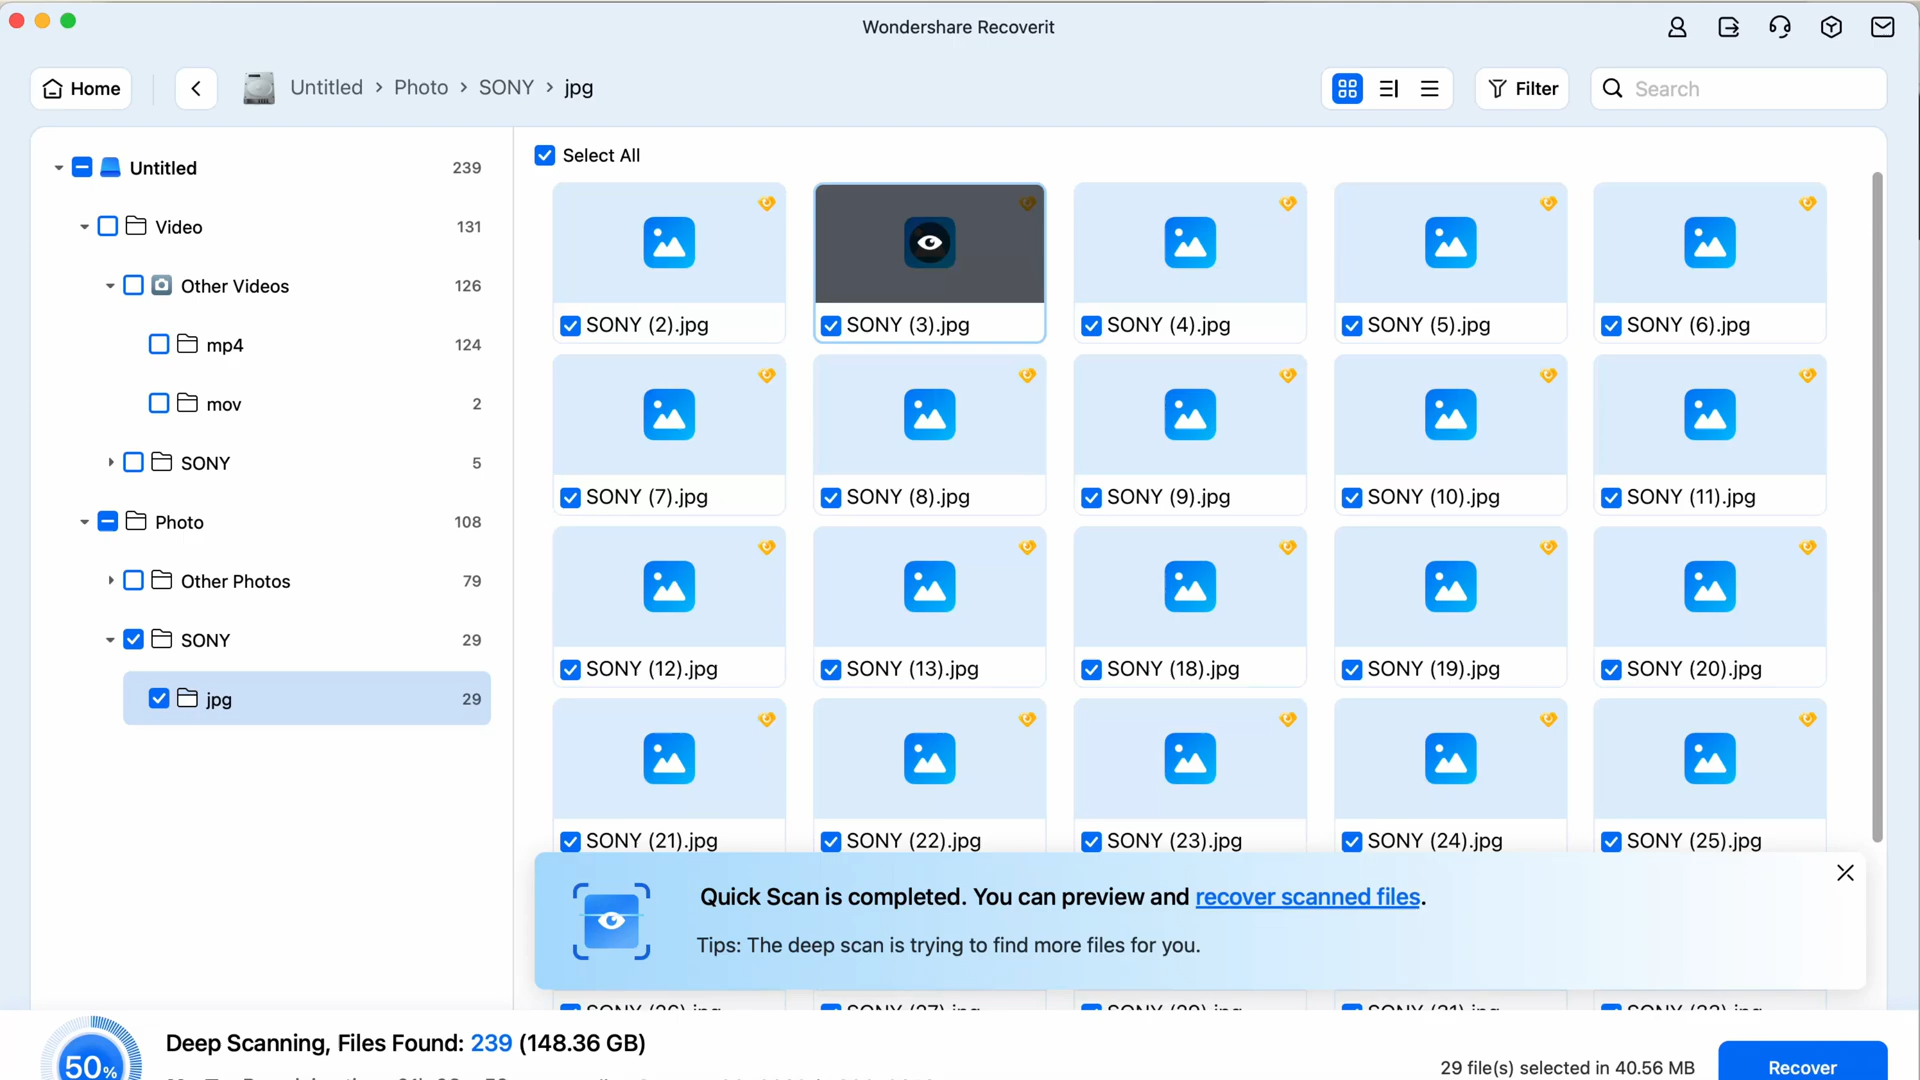 Wondershare Recoverit
Home
Untitled > Photo > SONY > jpg
Filter
Search
Untitled 239
Video 131
Other Videos 126
mp4 124
mov 2
SONY 5
Photo 108
Other Photos 79
SONY 29
jpg 29
Select All
SONY (2).jpg
SONY (3).jpg
SONY (4).jpg
SONY (5).jpg
SONY (6).jpg
SONY (7).jpg
SONY (8).jpg
SONY (9).jpg
SONY (10).jpg
SONY (11).jpg
SONY (12).jpg
SONY (13).jpg
SONY (18).jpg
SONY (19).jpg
SONY (20).jpg
SONY (21).jpg
SONY (22).jpg
SONY (23).jpg
SONY (24).jpg
SONY (25).jpg
Quick Scan is completed. You can preview and recover scanned files.
Tips: The deep scan is trying to find more files for you.
50%
Deep Scanning, Files Found: 239 (148.36 GB)
29 file(s) selected in 40.56 MB
Recover